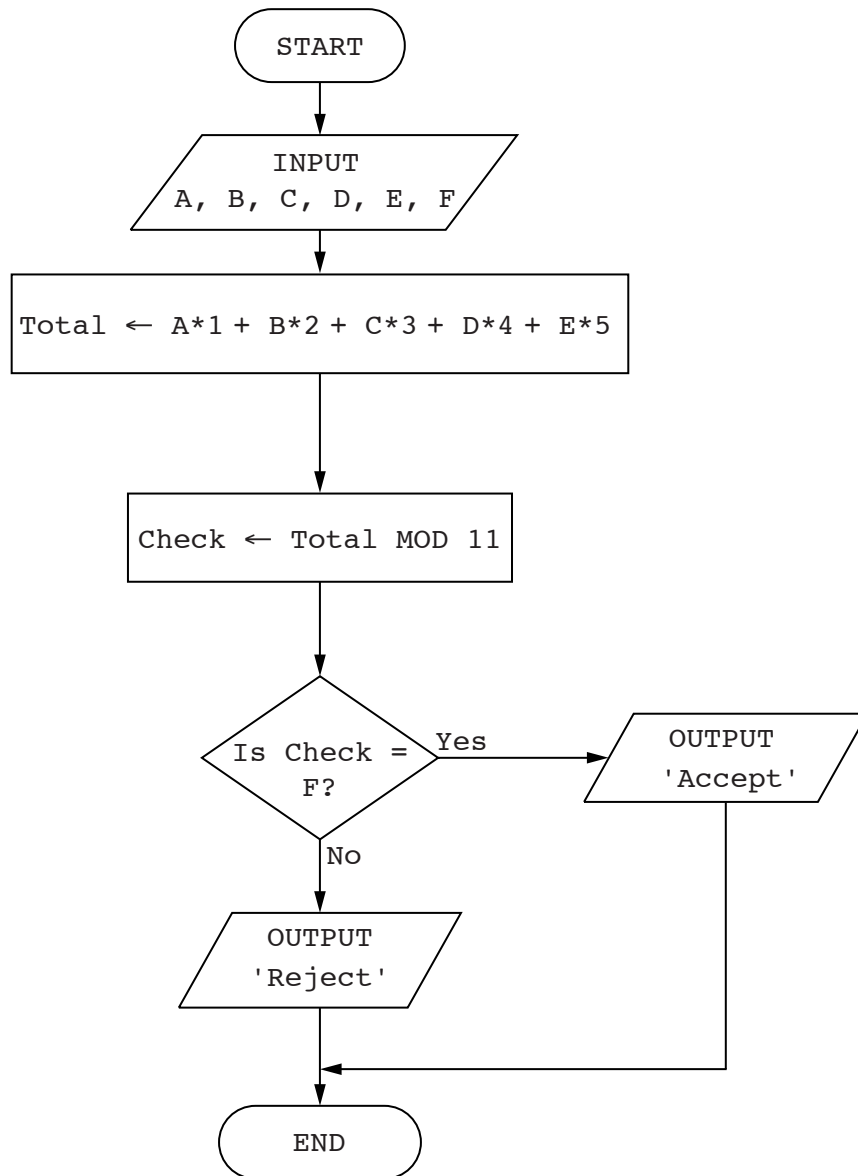 START
INPUT
A, B, C, D, E, F
Total ← A*1 + B*2 + C*3 + D*4 + E*5
Check ← Total MOD 11
Is Check =
F?
Yes
OUTPUT
'Accept'
No
OUTPUT
'Reject'
END